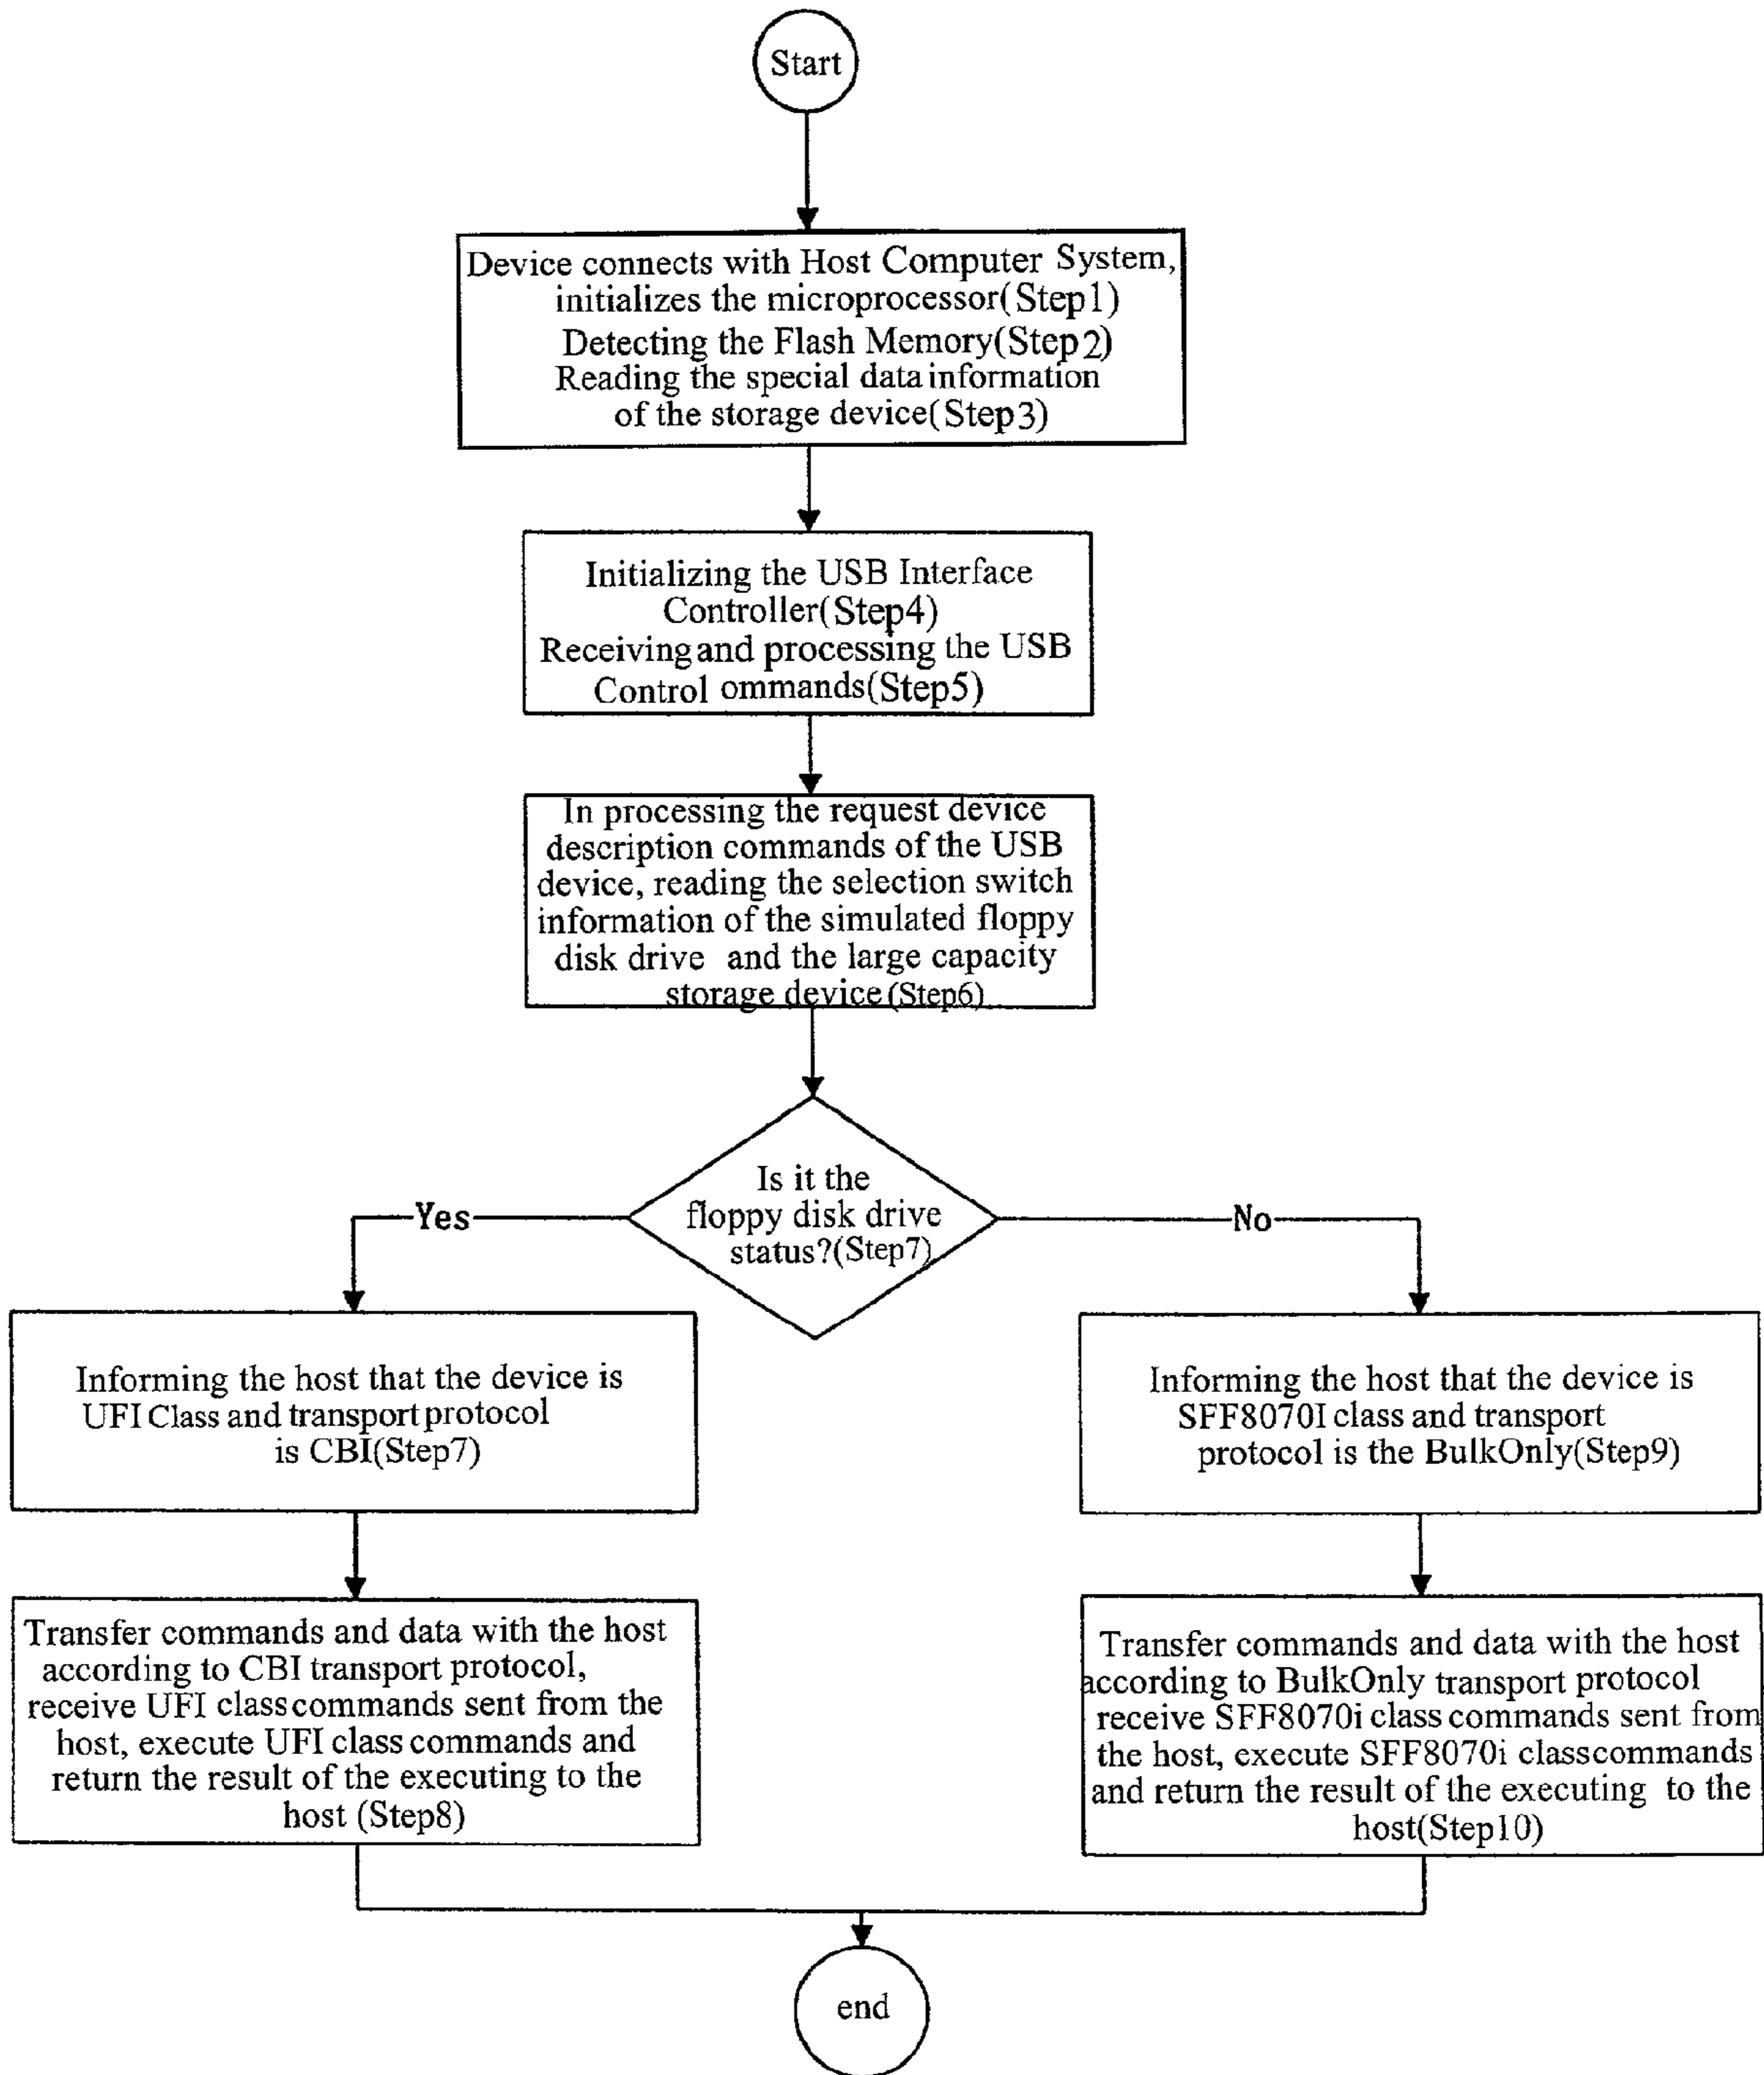 Start
Device connects with Host Computer System,
initializes the microprocessor(Step1)
Detecting the Flash Memory(Step2)
Reading the special data information
of the storage device(Step3)
Initializing the USB Interface
Controller(Step4)
Receiving and processing the USB
Control ommands(Step5)
In processing the request device
description commands of the USB
device, reading the selection switch
information of the simulated floppy
disk drive and the large capacity
storage device(Step6)
Is it the
floppy disk drive
status?(Step7)
Yes
No
Informing the host that the device is
UFI Class and transport protocol
is CBI(Step7)
Informing the host that the device is
SFF8070I class and transport
protocol is the BulkOnly(Step9)
Transfer commands and data with the host
according to CBI transport protocol,
receive UFI class commands sent from the
host, execute UFI class commands and
return the result of the executing to the
host (Step8)
Transfer commands and data with the host
according to BulkOnly transport protocol
receive SFF8070i class commands sent from
the host, execute SFF8070i class commands
and return the result of the executing to the
host(Step10)
end